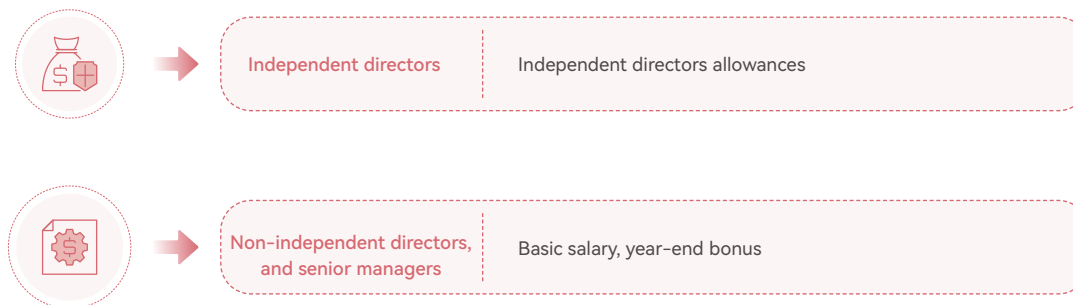 Independent directors
Independent directors allowances
Non-independent directors,
and senior managers
Basic salary, year-end bonus